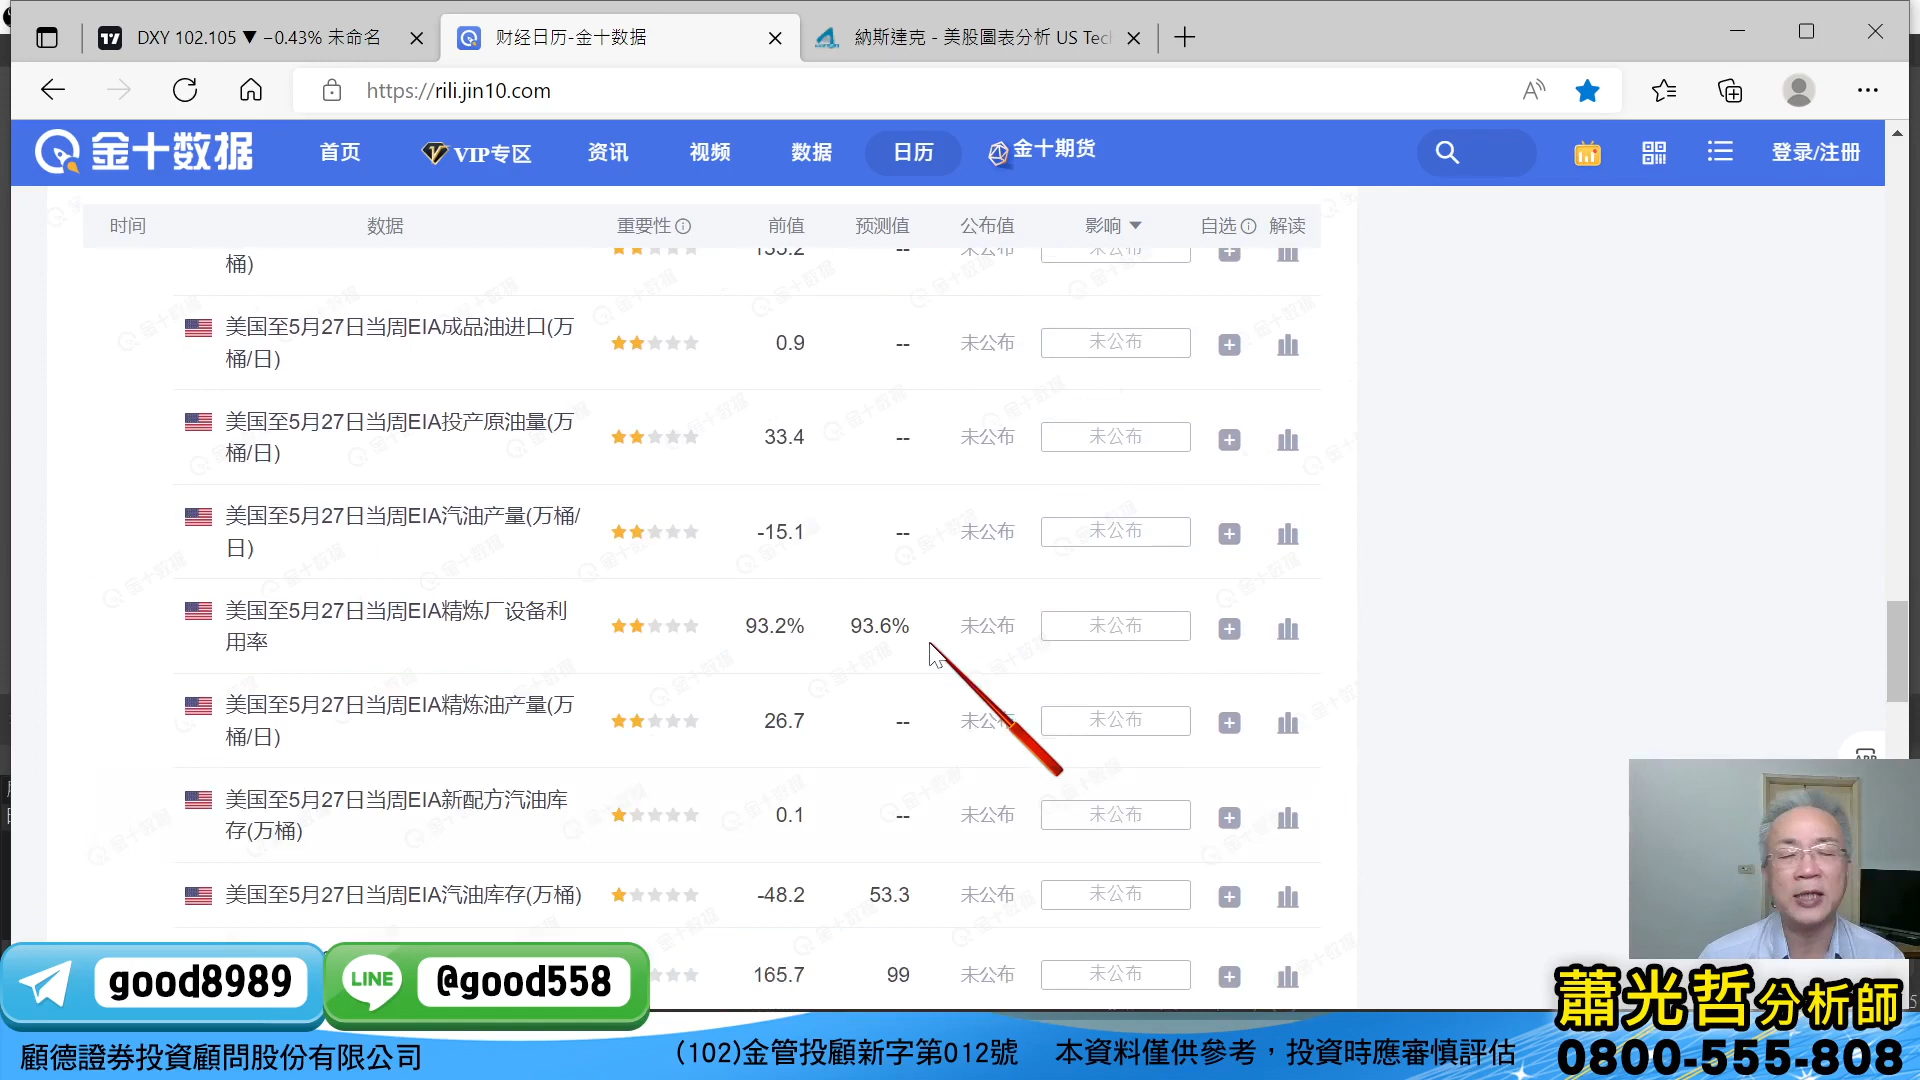 DXY 102.105 ▼ −0.43% 未命名
财经日历-金十数据
納斯達克 - 美股圖表分析 US Tec
https://rili.jin10.com
金十数据
首页
VIP专区
资讯
视频
数据
日历
金十期货
登录/注册
时间 数据 重要性 前值 预测值 公布值 影响 自选 解读
桶) -- 未公布 未公布
美国至5月27日当周EIA成品油进口(万
桶/日)
0.9 -- 未公布 未公布
美国至5月27日当周EIA投产原油量(万
桶/日)
33.4 -- 未公布 未公布
美国至5月27日当周EIA汽油产量(万桶/
日)
-15.1 -- 未公布 未公布
美国至5月27日当周EIA精炼厂设备利
用率
93.2% 93.6% 未公布 未公布
美国至5月27日当周EIA精炼油产量(万
桶/日)
26.7 -- 未公布 未公布
美国至5月27日当周EIA新配方汽油库
存(万桶)
0.1 -- 未公布 未公布
美国至5月27日当周EIA汽油库存(万桶) -48.2 53.3 未公布 未公布
165.7 99 未公布 未公布
good8989
LINE @good558
蕭光哲分析師
0800-555-808
顧德證券投資顧問股份有限公司
(102)金管投顧新字第012號
本資料僅供參考，投資時應審慎評估